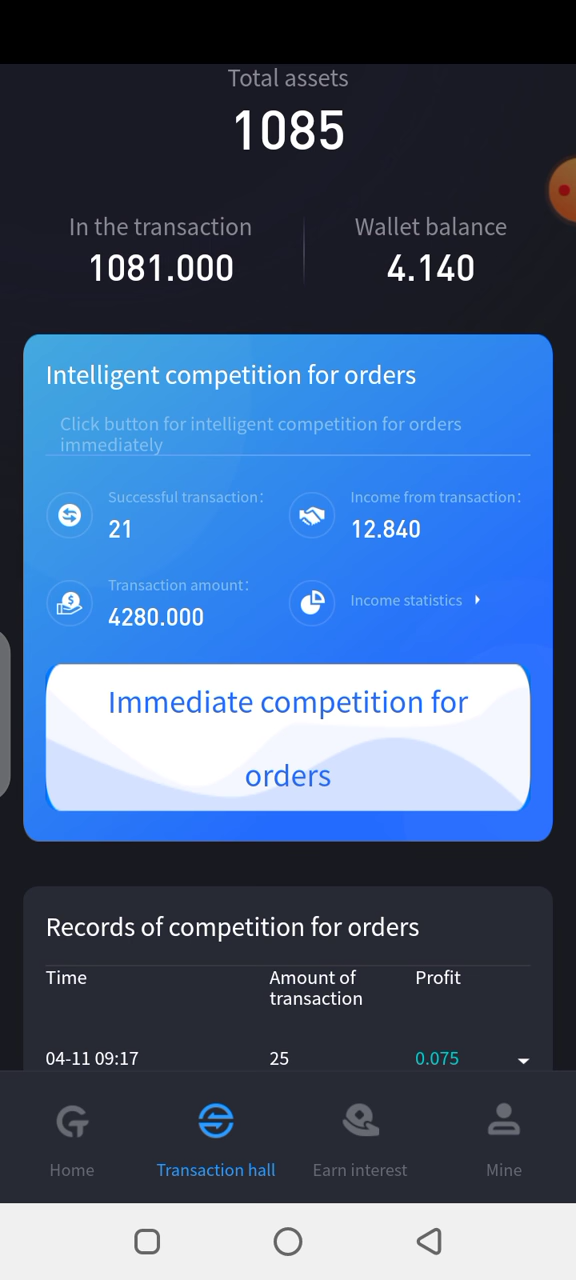 Total assets
1085
In the transaction
Wallet balance
1081.000
4.140
Intelligent competition for orders
Click button for intelligent competition for orders
immediately
Successful transaction:
Income from transaction:
21
12.840
Transaction amount:
Income statistics
4280.000
Immediate competition for
orders
Records of competition for orders
Time
Amount of
transaction
Profit
04-11 09:17
25
0.075
Home
Transaction hall
Earn interest
Mine